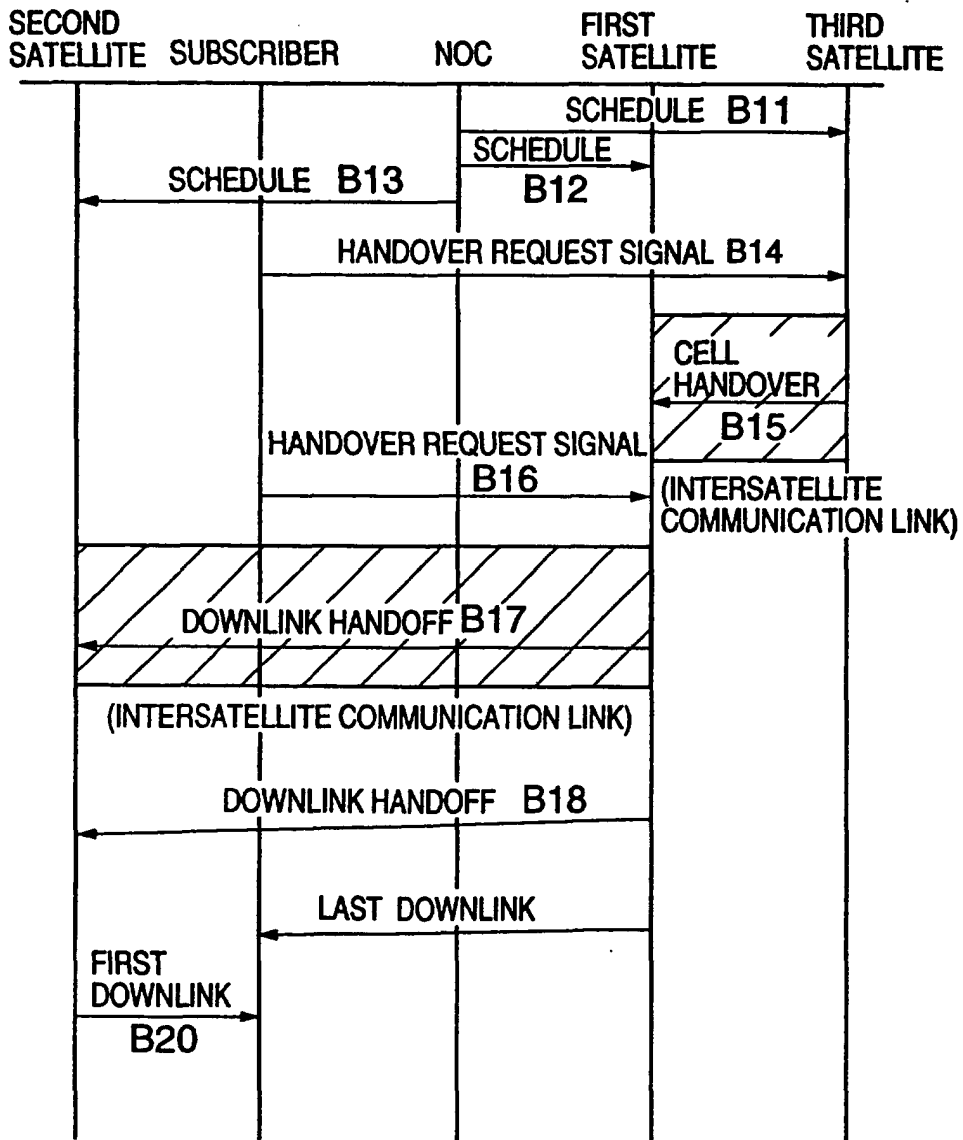 SECOND
SATELLITE
SUBSCRIBER
NOC
FIRST
SATELLITE
THIRD
SATELLITE
SCHEDULE B11
SCHEDULE
B12
SCHEDULE B13
HANDOVER REQUEST SIGNAL B14
CELL
HANDOVER
B15
HANDOVER REQUEST SIGNAL
B16
(INTERSATELLITE
COMMUNICATION LINK)
DOWNLINK HANDOFF B17
(INTERSATELLITE COMMUNICATION LINK)
DOWNLINK HANDOFF B18
LAST DOWNLINK
FIRST
DOWNLINK
B20